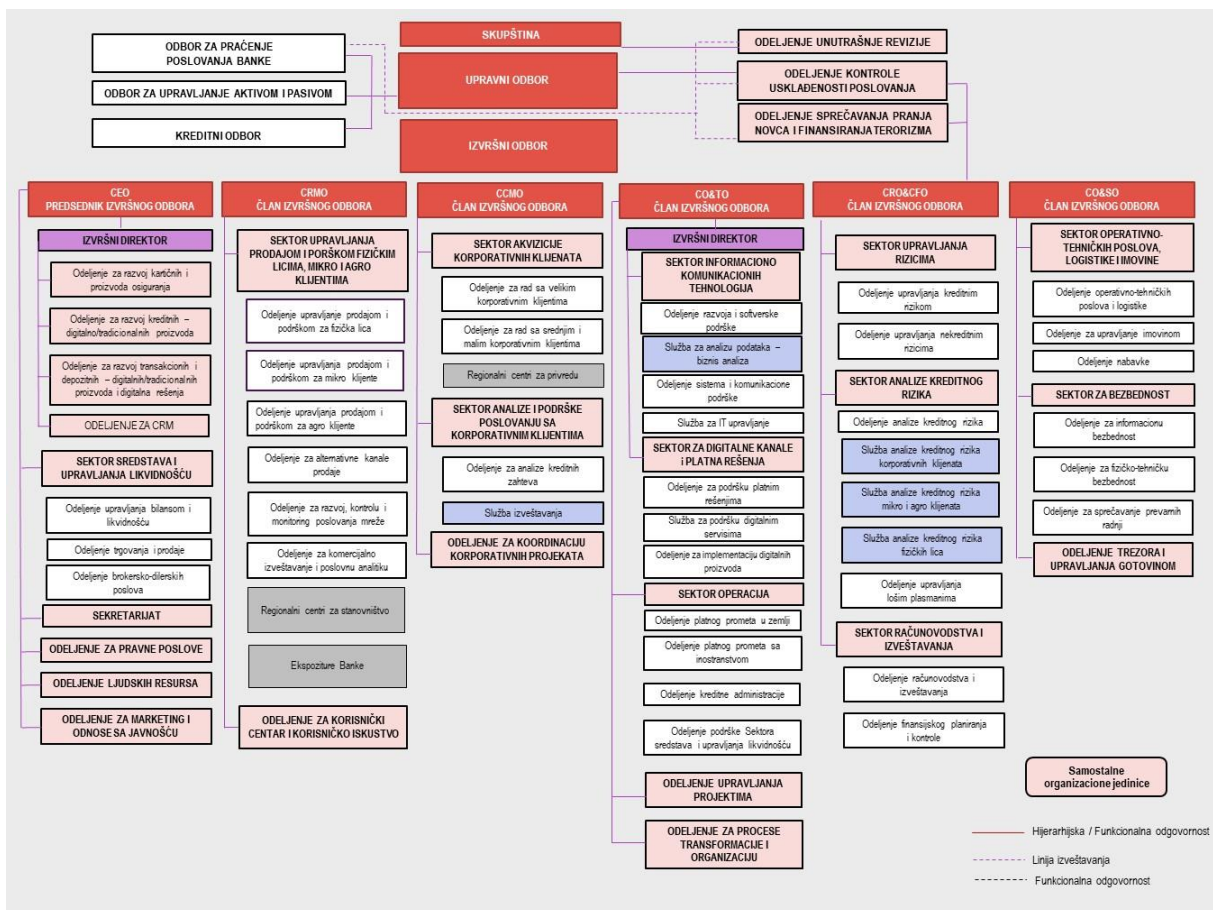 ODBOR ZA PRAĆENJE
POSLOVANJA BANKE
ODBOR ZA UPRAVLJANJE AKTIVOM I PASIVOM
KREDITNI ODBOR
SKUPŠTINA
UPRAVNI ODBOR
IZVRŠNI ODBOR
ODELJENJE UNUTRAŠNJE REVIZIJE
ODELJENJE KONTROLE
USKLAĐENOSTI POSLOVANJA
ODELJENJE SPREČAVANJA PRANJA
NOVCA I FINANSIRANJA TERORIZMA
CEO
PREDSEDNIK IZVRŠNOG ODBORA
IZVRŠNI DIREKTOR
Odeljenje za razvoj kartičnih i
proizvoda osiguranja
Odeljenje za razvoj kreditnih –
digitalno/tradicionalnih proizvoda
Odeljenje za razvoj transakcionih i
depozitnih – digitalnih/tradicionalnih
proizvoda i digitalna rešenja
ODELJENJE ZA CRM
SEKTOR SREDSTAVA I
UPRAVLJANJA LIKVIDNOŠĆU
Odeljenje upravljanja bilansom i
likvidnošću
Odeljenje trgovanja i prodaje
Odeljenje brokersko-dilerskih
poslova
SEKRETARIJAT
ODELJENJE ZA PRAVNE POSLOVE
ODELJENJE LJUDSKIH RESURSA
ODELJENJE ZA MARKETING I
ODNOSE SA JAVNOŠĆU
CRMO
ČLAN IZVRŠNOG ODBORA
SEKTOR UPRAVLJANJA
PRODAJOM I PORŠKOM FIZIČKIM
LICIMA, MIKRO I AGRO
KLIJENTIMA
Odeljenje upravljanje prodajom i
podrškom za fizička lica
Odeljenje upravljanje prodajom i
podrškom za mikro klijente
Odeljenje upravljanja prodajom i
podrškom za agro klijente
Odeljenje za alternativne kanale
prodaje
Odeljenje za razvoj, kontrolu i
monitoring poslovanja mreže
Odeljenje za komercijalno
izveštavanje i poslovnu analitiku
Regionalni centri za stanovništvo
Ekspoziture Banke
ODELJENJE ZA KORISNIČKI
CENTAR I KORISNIČKO ISKUSTVO
CCMO
ČLAN IZVRŠNOG ODBORA
SEKTOR AKVIZICIJE
KORPORATIVNIH KLIJENATA
Odeljenje za rad sa velikim
korporativnim klijentima
Odeljenje za rad sa srednjim i
malim korporativnim klijentima
Regionalni centri za privredu
SEKTOR ANALIZE I PODRŠKE
POSLOVANJU SA
KORPORATIVNIM KLIJENTIMA
Odeljenje za analize kreditnih
zahteva
Služba izveštavanja
ODELJENJE ZA KOORDINACIJU
KORPORATIVNIH PROJEKATA
CO&TO
ČLAN IZVRŠNOG ODBORA
IZVRŠNI DIREKTOR
SEKTOR INFORMACIONO
KOMUNIKACIONIH
TEHNOLOGIJA
Odeljenje razvoja i softverske
podrške
Služba za analizu podataka –
biznis analiza
Odeljenje sistema i komunikacione
podrške
Služba za IT upravljanje
SEKTOR ZA DIGITALNE KANALE
i PLATNA REŠENJA
Odeljenje za podršku platnim
rešenjima
Služba za podršku digitalnim
servisima
Odeljenje za implementaciju digitalnih
proizvoda
SEKTOR OPERACIJA
Odeljenje platnog prometa u zemlji
Odeljenje platnog prometa sa
inostranstvom
Odeljenje kreditne administracije
Odeljenje podrške Sektora
sredstava i upravljanja likvidnošću
ODELJENJE UPRAVLJANJA
PROJEKTIMA
ODELJENJE ZA PROCESE
TRANSFORMACIJE I
ORGANIZACIJU
CRO&CFO
ČLAN IZVRŠNOG ODBORA
SEKTOR UPRAVLJANJA
RIZICIMA
Odeljenje upravljanja kreditnim
rizikom
Odeljenje upravljanja nekreditnim
rizicima
SEKTOR ANALIZE KREDITNOG
RIZIKA
Odeljenje analize kreditnog rizika
Služba analize kreditnog rizika
korporativnih klijenata
Služba analize kreditnog rizika
mikro i agro klijenata
Služba analize kreditnog rizika
fizičkih lica
Odeljenje upravljanja
lošim plasmanima
SEKTOR RAČUNOVODSTVA I
IZVEŠTAVANJA
Odeljenje računovodstva i
izveštavanja
Odeljenje finansijskog planiranja
i kontrole
CO&SO
ČLAN IZVRŠNOG ODBORA
SEKTOR OPERATIVNO-
TEHNIČKIH POSLOVA,
LOGISTIKE I IMOVINE
Odeljenje operativno-tehničkih
poslova i logistike
Odeljenje za upravljanje imovinom
Odeljenje nabavke
SEKTOR ZA BEZBEDNOST
Odeljenje za informacionu
bezbednost
Odeljenje za fizičko-tehničku
bezbednost
Odeljenje za sprečavanje prevarnih
radnji
ODELJENJE TREZORA I
UPRAVLJANJA GOTOVINOM
Samostalne
organizacione jedinice
Hijerarhijska / Funkcionalna odgovornost
Linija izveštavanja
Funkcionalna odgovornost